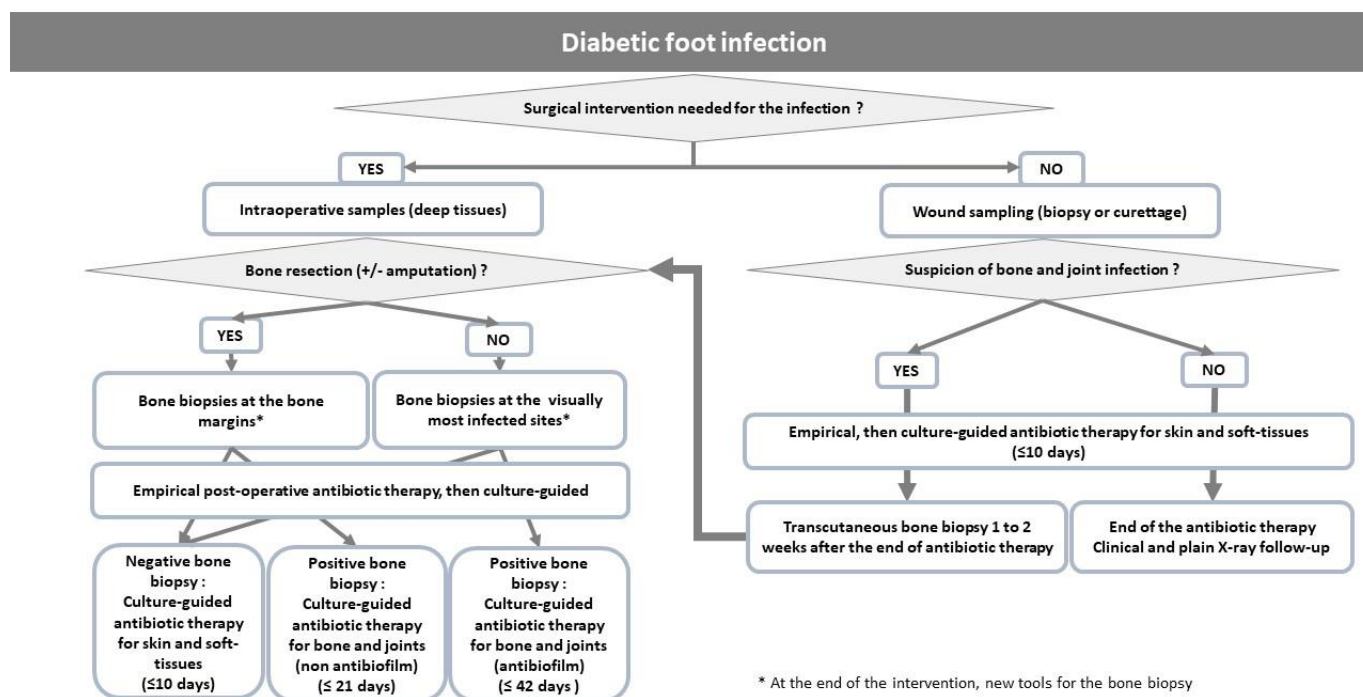 Diabetic foot infection
Surgical intervention needed for the infection ?
YES
NO
Intraoperative samples (deep tissues)
Wound sampling (biopsy or curettage)
Bone resection (+/- amputation) ?
Suspicion of bone and joint infection ?
YES
NO
YES
NO
Bone biopsies at the bone
margins*
Bone biopsies at the visually
most infected sites*
Empirical, then culture-guided antibiotic therapy for skin and soft-tissues
(≤10 days)
Empirical post-operative antibiotic therapy, then culture-guided
Transcutaneous bone biopsy 1 to 2
weeks after the end of antibiotic therapy
End of the antibiotic therapy
Clinical and plain X-ray follow-up
Negative bone
biopsy :
Culture-guided
antibiotic therapy
for skin and soft-
tissues
(≤10 days)
Positive bone
biopsy :
Culture-guided
antibiotic therapy
for bone and joints
(non antibiofilm)
(≤ 21 days)
Positive bone
biopsy :
Culture-guided
antibiotic therapy
for bone and joints
(antibiofilm)
(≤ 42 days )
* At the end of the intervention, new tools for the bone biopsy